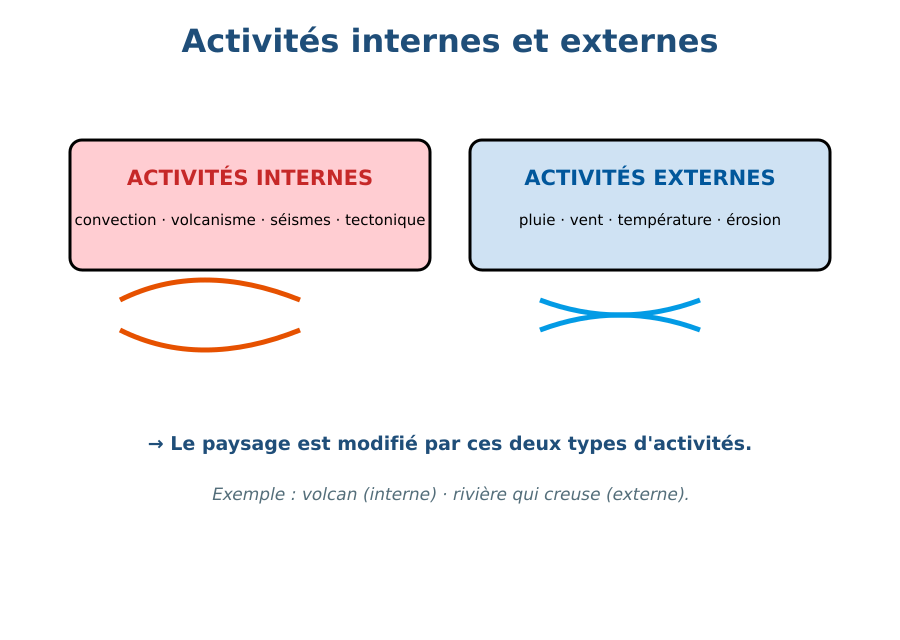 Activités internes et externes
ACTIVITÉS INTERNES
convection · volcanisme · séismes · tectonique
ACTIVITÉS EXTERNES
pluie · vent · température · érosion
→ Le paysage est modifié par ces deux types d'activités.
Exemple : volcan (interne) · rivière qui creuse (externe).